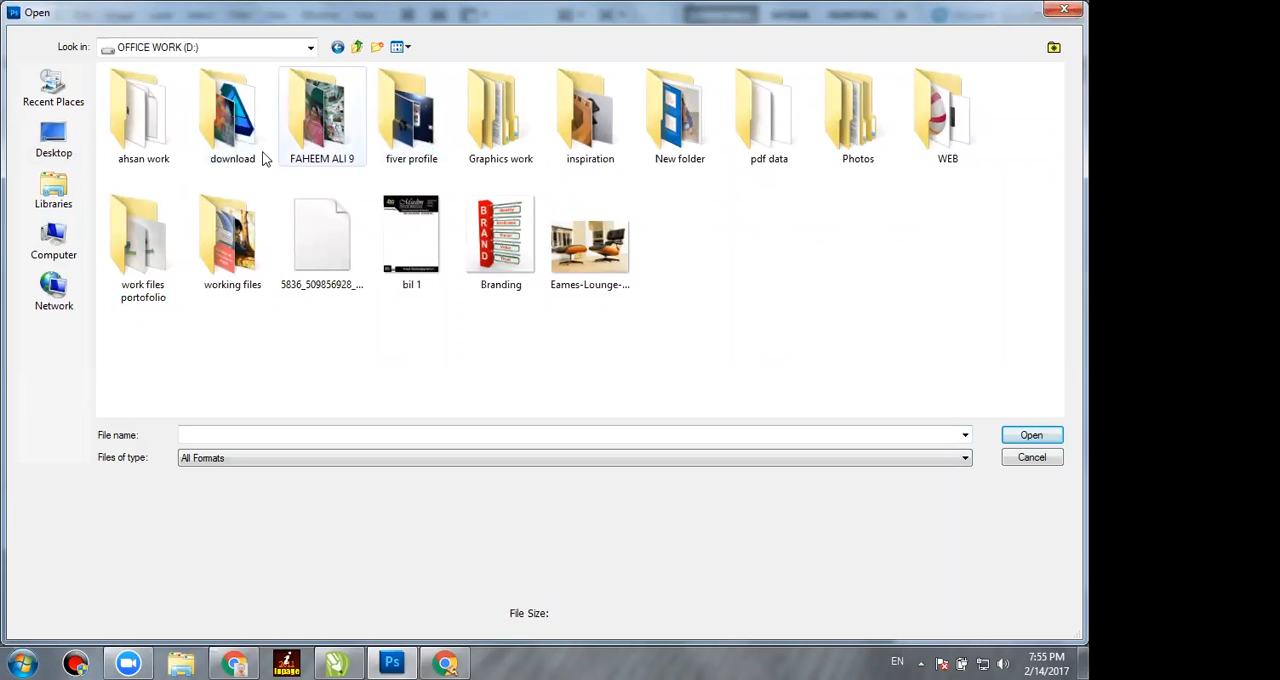 Open
Look in: OFFICE WORK (D:)
Recent Places
Desktop
Libraries
Computer
Network
ahsan work
download
FAHEEM ALI 9
fiver profile
Graphics work
inspiration
New folder
pdf data
Photos
WEB
work files
portofolio
working files
5836_509856928_...
bil 1
Branding
Eames-Lounge-...
BRAND
File name:
Open
Files of type: All Formats
Cancel
File Size:
inpage
Ps
EN
7:55 PM
2/14/2017